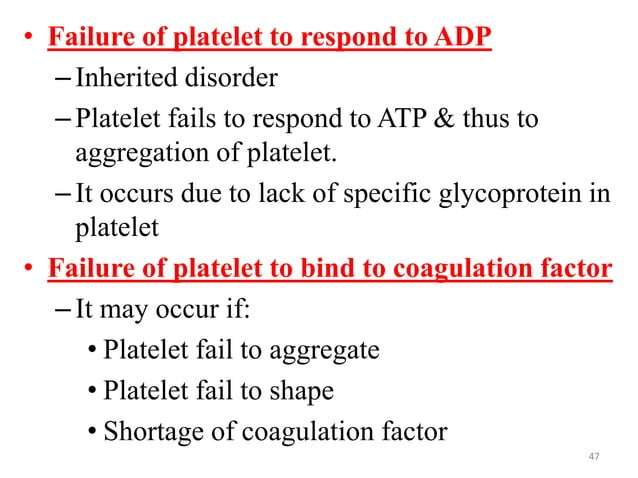 • Failure of platelet to respond to ADP
– Inherited disorder
– Platelet fails to respond to ATP & thus to
aggregation of platelet.
– It occurs due to lack of specific glycoprotein in
platelet
• Failure of platelet to bind to coagulation factor
– It may occur if:
• Platelet fail to aggregate
• Platelet fail to shape
• Shortage of coagulation factor
47